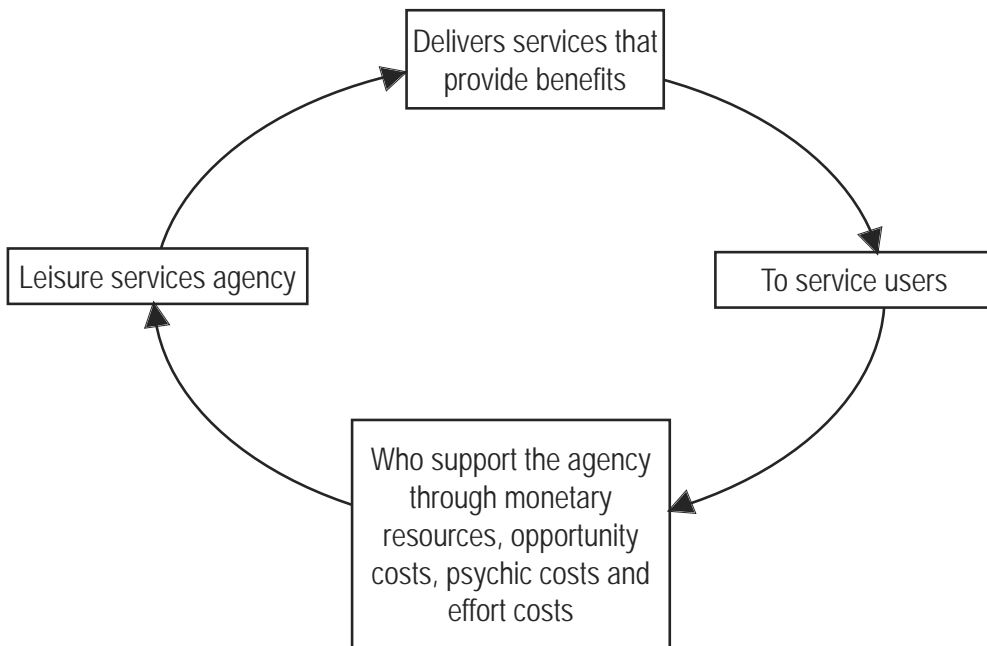 Delivers services that
provide benefits
Leisure services agency
To service users
Who support the agency
through monetary
resources, opportunity
costs, psychic costs and
effort costs